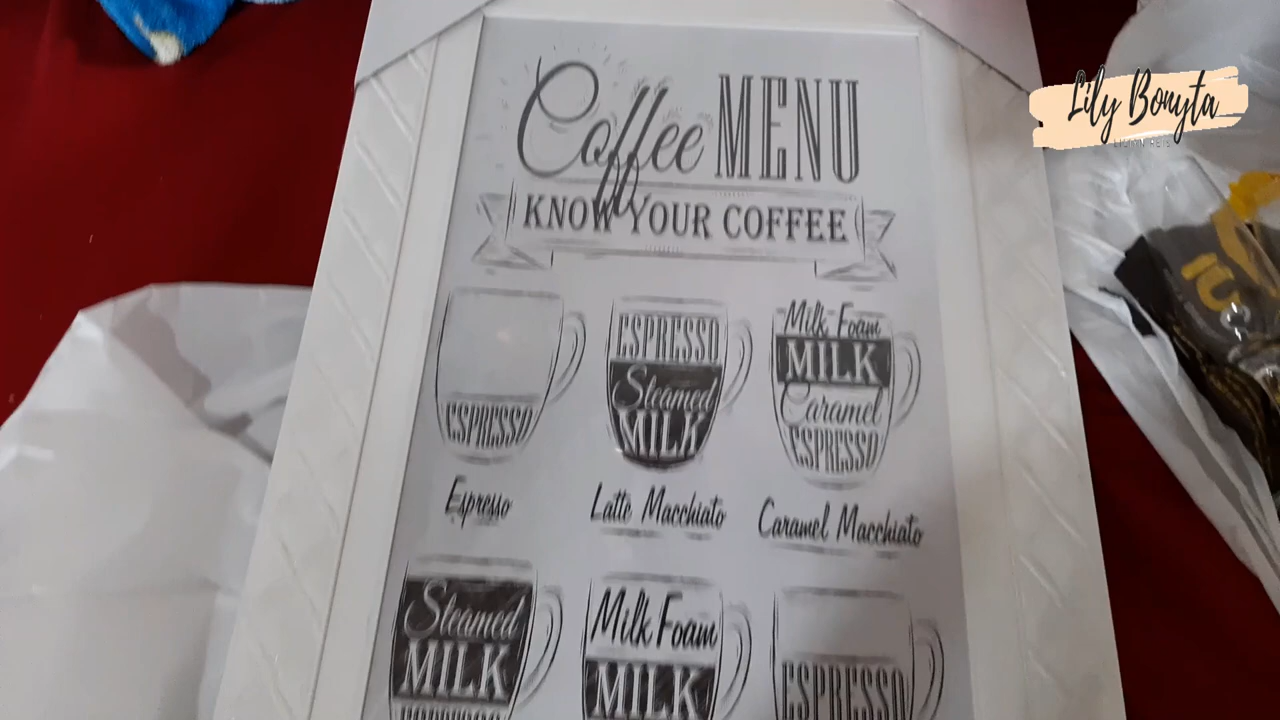 Coffee MENU
KNOW YOUR COFFEE
ESPRESSO
Espresso
ESPRESSO
Steamed
MILK
Latte Macchiato
Milk Foam
MILK
Caramel
ESPRESSO
Caramel Macchiato
Steamed
MILK
Milk Foam
MILK
ESPRESSO
Lily Bonyta